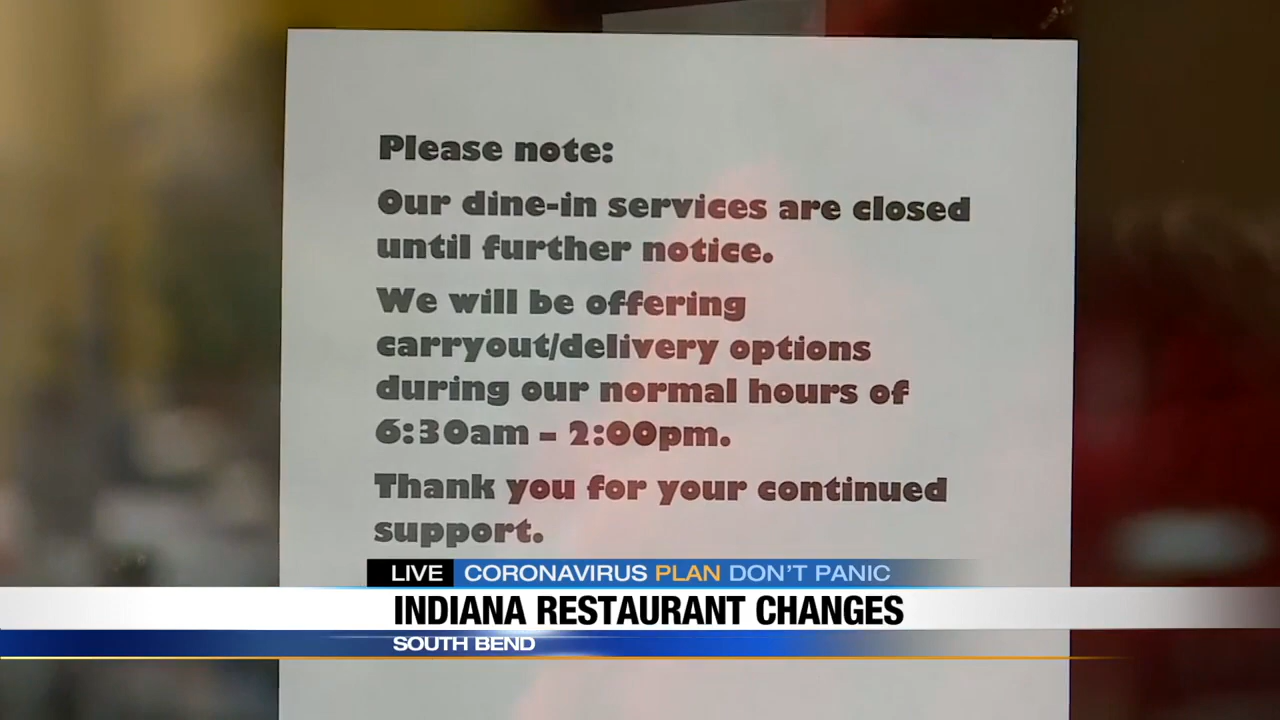 Please note:
Our dine-in services are closed
until further notice.
We will be offering
carryout/delivery options
during our normal hours of
6:30am - 2:00pm.
Thank you for your continued
support.
LIVE CORONAVIRUS PLAN DON'T PANIC
INDIANA RESTAURANT CHANGES
SOUTH BEND